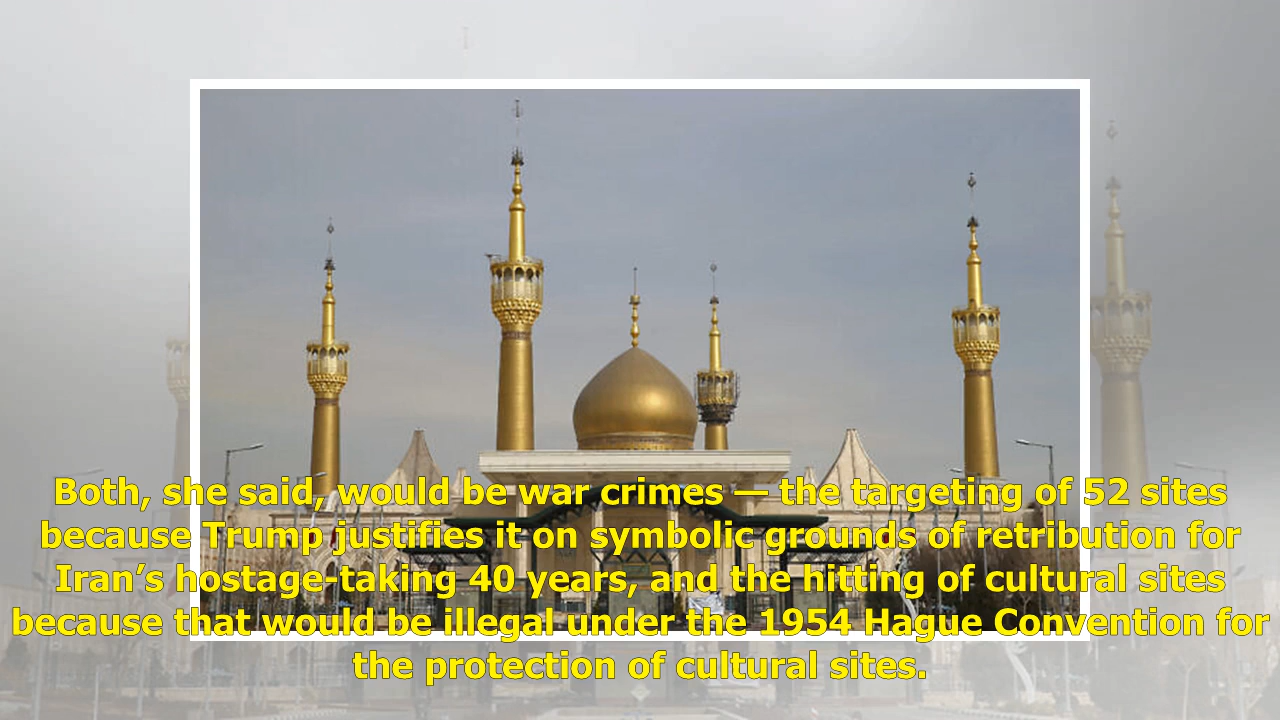 Both, she said, would be war crimes — the targeting of 52 sites
because Trump justifies it on symbolic grounds of retribution for
Iran’s hostage-taking 40 years, and the hitting of cultural sites
because that would be illegal under the 1954 Hague Convention for
the protection of cultural sites.